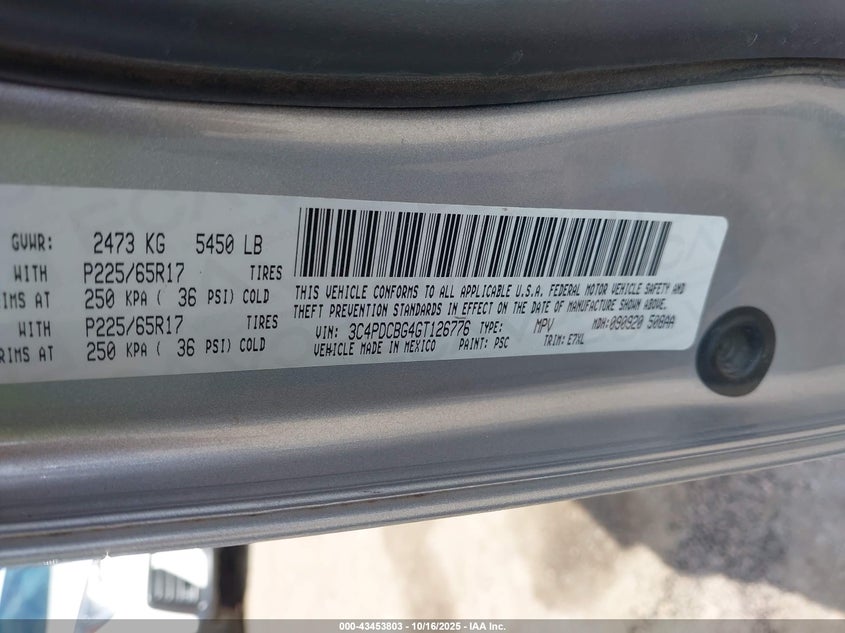 GVWR: 2473 KG 5450 LB
WITH P225/65R17 TIRES
RIMS AT 250 KPA ( 36 PSI) COLD
WITH P225/65R17 TIRES
RIMS AT 250 KPA ( 36 PSI) COLD
THIS VEHICLE CONFORMS TO ALL APPLICABLE U.S.A. FEDERAL MOTOR VEHICLE SAFETY AND
THEFT PREVENTION STANDARDS IN EFFECT ON THE DATE OF MANUFACTURE SHOWN ABOVE.
VIN: 3C4PDCBG4GT126776 TYPE: MPV MDH:090920 508AA
VEHICLE MADE IN MEXICO PAINT: PSC TRIM: E7XL
000-43453803 | 10/16/2025 | IAA Inc.